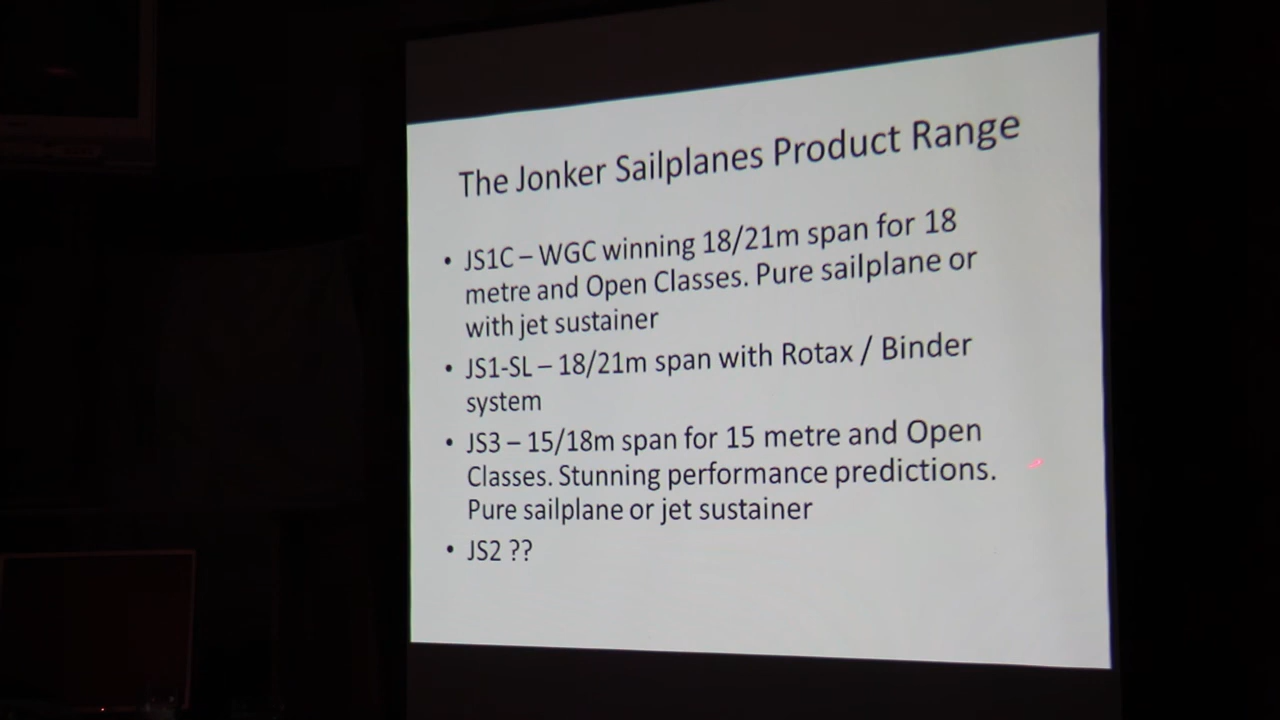 The Jonker Sailplanes Product Range
• JS1C – WGC winning 18/21m span for 18
metre and Open Classes. Pure sailplane or
with jet sustainer
• JS1-SL – 18/21m span with Rotax / Binder
system
• JS3 – 15/18m span for 15 metre and Open
Classes. Stunning performance predictions.
Pure sailplane or jet sustainer
• JS2 ??